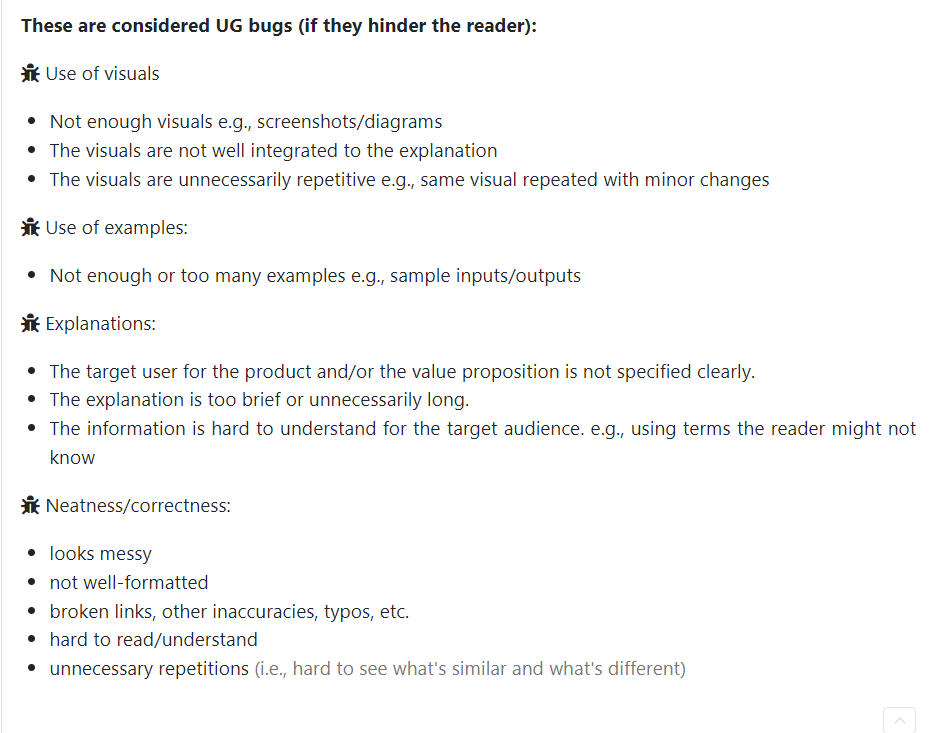 These are considered UG bugs (if they hinder the reader):
Use of visuals
• Not enough visuals e.g., screenshots/diagrams
• The visuals are not well integrated to the explanation
• The visuals are unnecessarily repetitive e.g., same visual repeated with minor changes
Use of examples:
• Not enough or too many examples e.g., sample inputs/outputs
Explanations:
• The target user for the product and/or the value proposition is not specified clearly.
• The explanation is too brief or unnecessarily long.
• The information is hard to understand for the target audience. e.g., using terms the reader might not
know
Neatness/correctness:
• looks messy
• not well-formatted
• broken links, other inaccuracies, typos, etc.
• hard to read/understand
• unnecessary repetitions (i.e., hard to see what's similar and what's different)